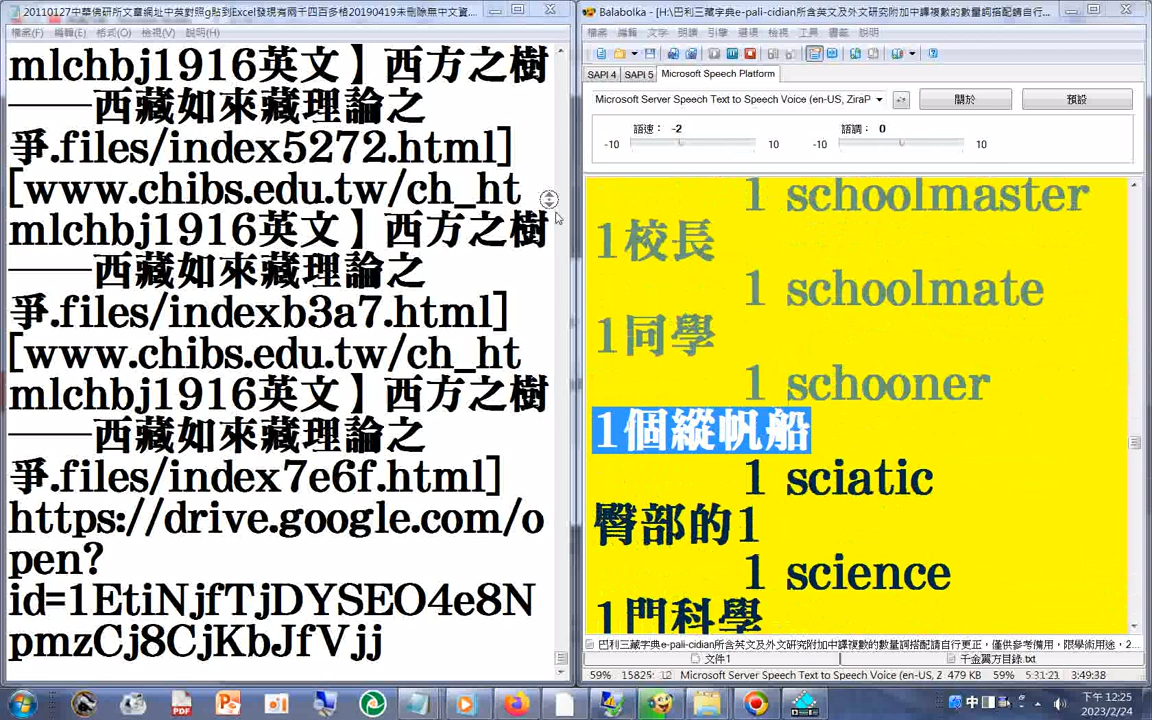 20110127中華佛研所文章網址中英對照g貼到Excel發現有兩千四百多格20190419未刪除無中文資...
檔案(F) 編輯(E) 格式(O) 檢視(V) 說明(H)
mlchbj1916英文】西方之樹
——西藏如來藏理論之
爭.files/index5272.html]
[www.chibs.edu.tw/ch_ht
mlchbj1916英文】西方之樹
——西藏如來藏理論之
爭.files/indexb3a7.html]
[www.chibs.edu.tw/ch_ht
mlchbj1916英文】西方之樹
——西藏如來藏理論之
爭.files/index7e6f.html]
https://drive.google.com/o
pen?
id=1EtiNjfTjDYSEO4e8N
pmzCj8CjKbJfVjj
Balabolka - [H:\巴利三藏字典e-pali-cidian所含英文及外文研究附加中譯複數的數量詞搭配請自行...
檔案 編輯 文字 朗讀 引擎 選項 檢視 工具 書籤 說明
SAPI 4 SAPI 5 Microsoft Speech Platform
Microsoft Server Speech Text to Speech Voice (en-US, ZiraP 關於 預設
語速： -2 語調： 0
-10 10 -10 10
1 schoolmaster
1校長
1 schoolmate
1同學
1 schooner
1個縱帆船
1 sciatic
臀部的1
1 science
1門科學
巴利三藏字典e-pali-cidian所含英文及外文研究附加中譯複數的數量詞搭配請自行更正，僅供參考備用，限學術用途，2...
文件1 千金翼方目錄.txt
59% 15825: 12 Microsoft Server Speech Text to Speech Voice (en-U... 479 KB 59% 5:31:21 3:49:38
中
下午 12:25
2023/2/24